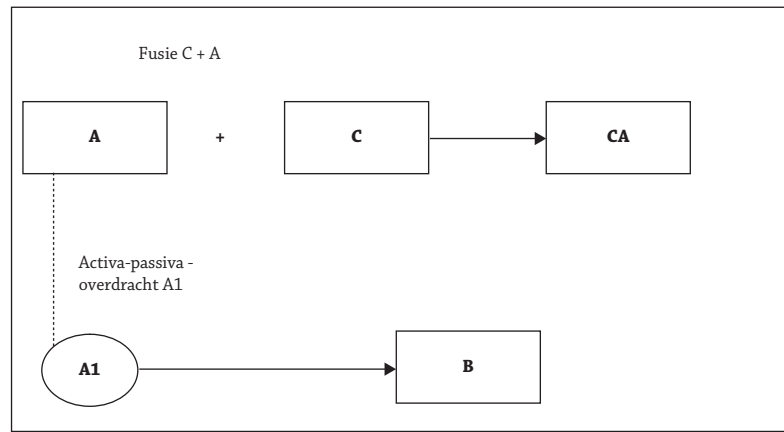 Fusie C + A
A + C CA
Activa-passiva -
overdracht A1
A1 B